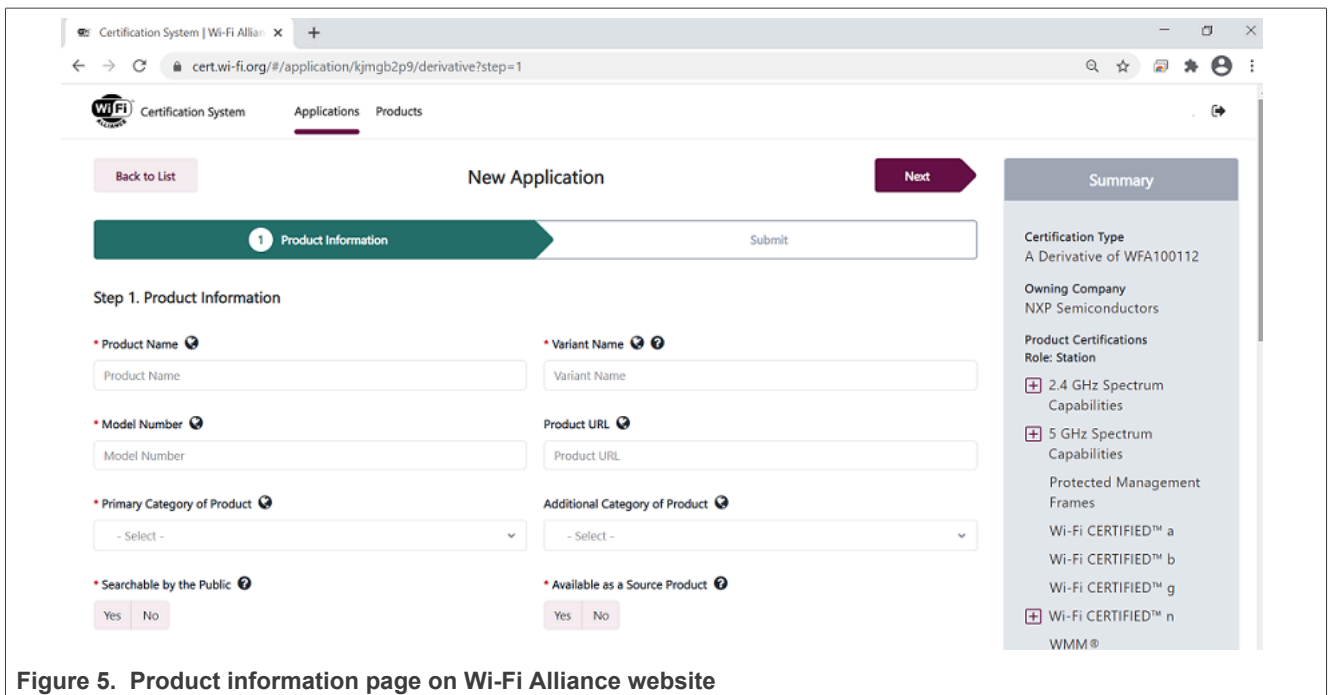 Certification System | Wi-Fi Allian
cert.wi-fi.org/#/application/kjmgb2p9/derivative?step=1
Wi Fi ALLIANCE Certification System Applications Products
Back to List New Application Next
1 Product Information Submit
Step 1. Product Information
* Product Name * Variant Name
Product Name Variant Name
* Model Number Product URL
Model Number Product URL
* Primary Category of Product Additional Category of Product
- Select - - Select -
* Searchable by the Public * Available as a Source Product
Yes No Yes No
Summary
Certification Type
A Derivative of WFA100112
Owning Company
NXP Semiconductors
Product Certifications
Role: Station
2.4 GHz Spectrum
Capabilities
5 GHz Spectrum
Capabilities
Protected Management
Frames
Wi-Fi CERTIFIED™ a
Wi-Fi CERTIFIED™ b
Wi-Fi CERTIFIED™ g
Wi-Fi CERTIFIED™ n
WMM®
Figure 5. Product information page on Wi-Fi Alliance website